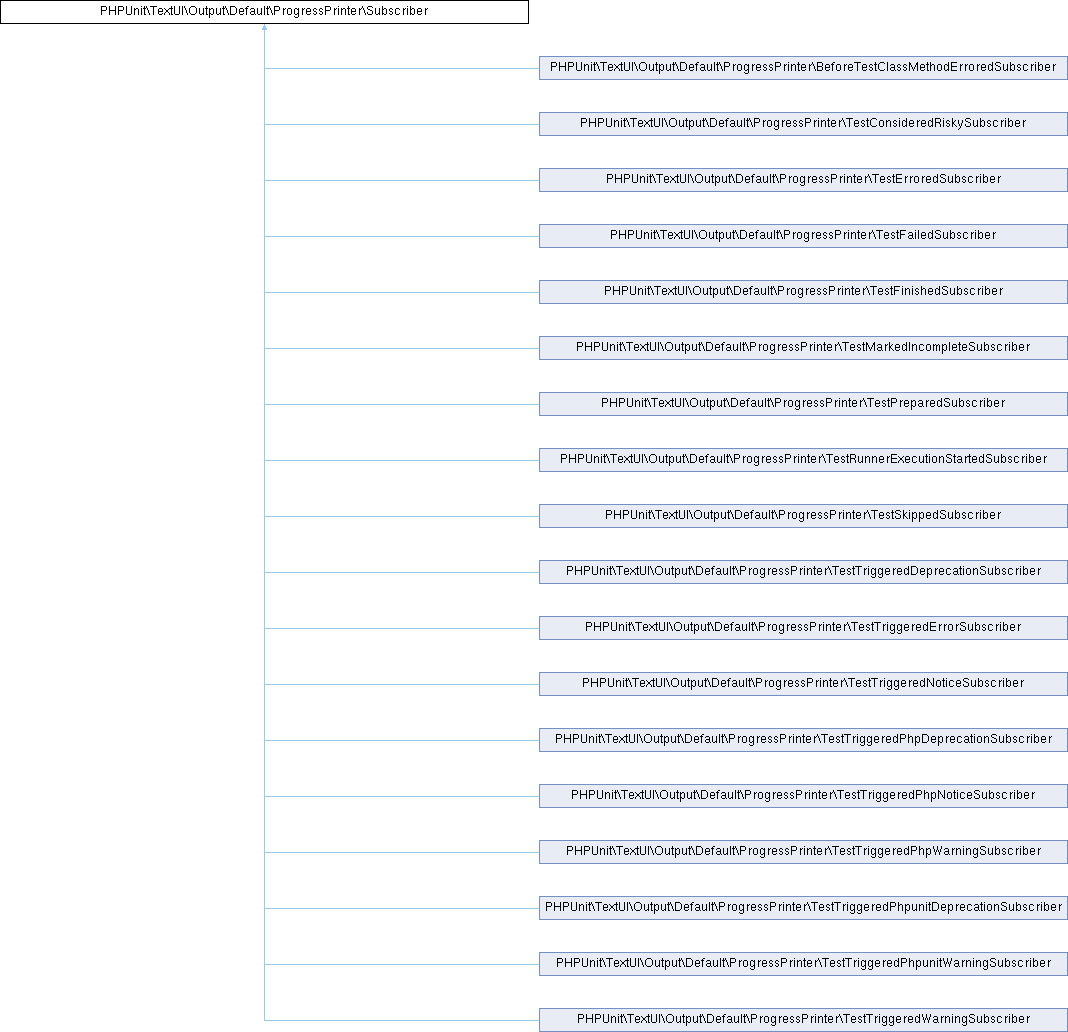 PHPUnit\TextUI\Output\Default\ProgressPrinter\Subscriber
PHPUnit\TextUI\Output\Default\ProgressPrinter\BeforeTestClassMethodErroredSubscriber
PHPUnit\TextUI\Output\Default\ProgressPrinter\TestConsideredRiskySubscriber
PHPUnit\TextUI\Output\Default\ProgressPrinter\TestErroredSubscriber
PHPUnit\TextUI\Output\Default\ProgressPrinter\TestFailedSubscriber
PHPUnit\TextUI\Output\Default\ProgressPrinter\TestFinishedSubscriber
PHPUnit\TextUI\Output\Default\ProgressPrinter\TestMarkedIncompleteSubscriber
PHPUnit\TextUI\Output\Default\ProgressPrinter\TestPreparedSubscriber
PHPUnit\TextUI\Output\Default\ProgressPrinter\TestRunnerExecutionStartedSubscriber
PHPUnit\TextUI\Output\Default\ProgressPrinter\TestSkippedSubscriber
PHPUnit\TextUI\Output\Default\ProgressPrinter\TestTriggeredDeprecationSubscriber
PHPUnit\TextUI\Output\Default\ProgressPrinter\TestTriggeredErrorSubscriber
PHPUnit\TextUI\Output\Default\ProgressPrinter\TestTriggeredNoticeSubscriber
PHPUnit\TextUI\Output\Default\ProgressPrinter\TestTriggeredPhpDeprecationSubscriber
PHPUnit\TextUI\Output\Default\ProgressPrinter\TestTriggeredPhpNoticeSubscriber
PHPUnit\TextUI\Output\Default\ProgressPrinter\TestTriggeredPhpWarningSubscriber
PHPUnit\TextUI\Output\Default\ProgressPrinter\TestTriggeredPhpunitDeprecationSubscriber
PHPUnit\TextUI\Output\Default\ProgressPrinter\TestTriggeredPhpunitWarningSubscriber
PHPUnit\TextUI\Output\Default\ProgressPrinter\TestTriggeredWarningSubscriber